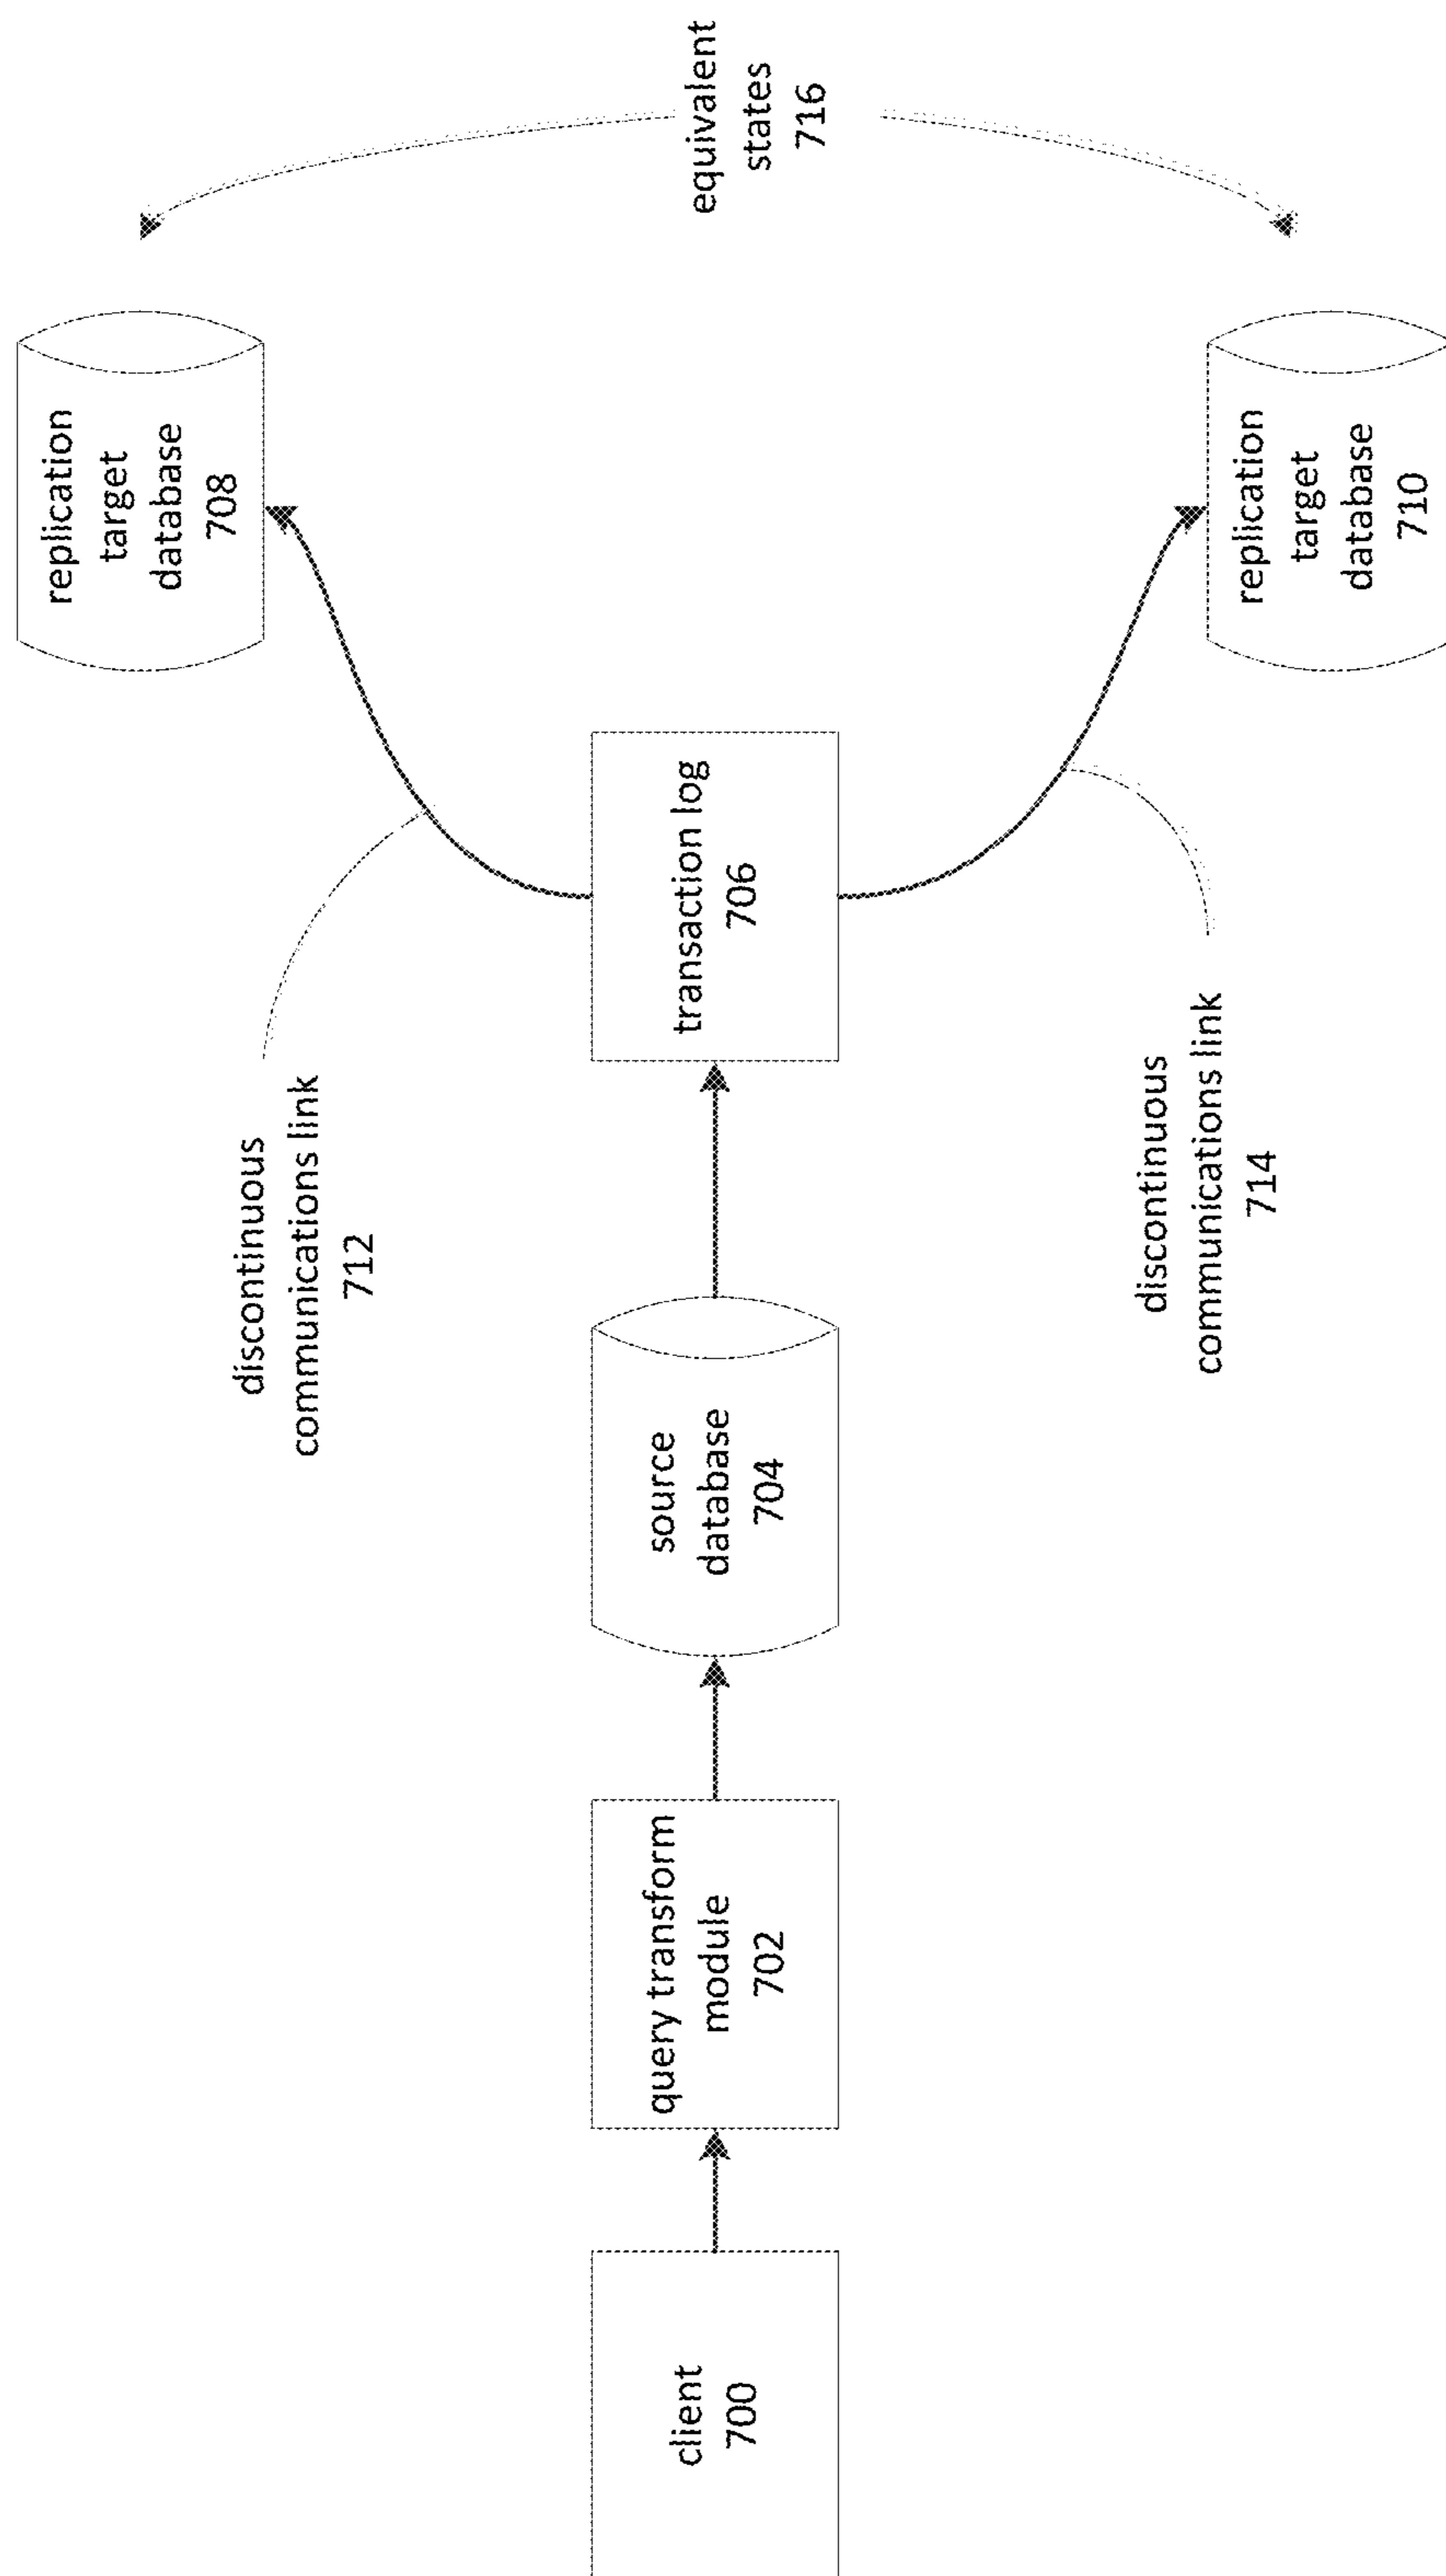 client
700
query transform
module
702
source
database
704
transaction log
706
discontinuous
communications link
712
discontinuous
communications link
714
replication
target
database
708
replication
target
database
710
equivalent
states
716